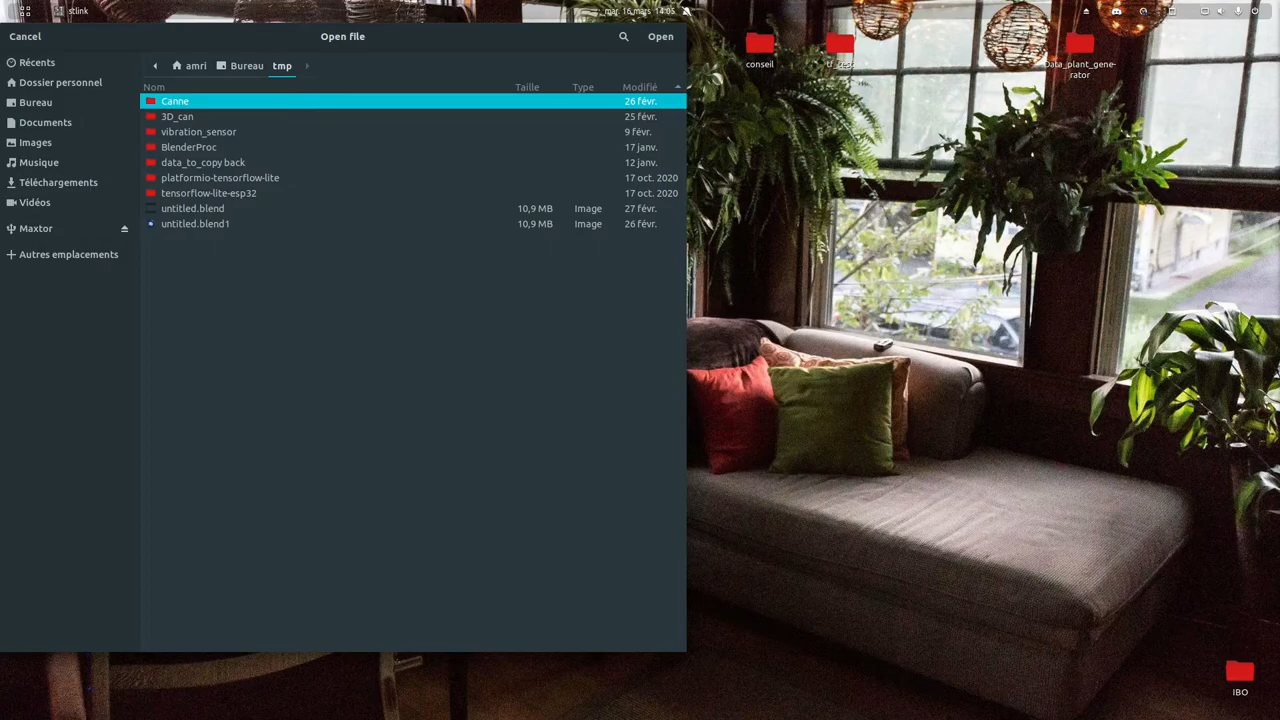 stlink
mar. 16 mars 14:05
Cancel
Open file
Open
Récents
Dossier personnel
Bureau
Documents
Images
Musique
Téléchargements
Vidéos
Maxtor
Autres emplacements
amri Bureau tmp
Nom Taille Type Modifié
Canne 26 févr.
3D_can 25 févr.
vibration_sensor 9 févr.
BlenderProc 17 janv.
data_to_copy back 12 janv.
platformio-tensorflow-lite 17 oct. 2020
tensorflow-lite-esp32 17 oct. 2020
untitled.blend 10,9 MB Image 27 févr.
untitled.blend1 10,9 MB Image 26 févr.
conseil
tf_test
Data_plant_gene-
rator
IBO